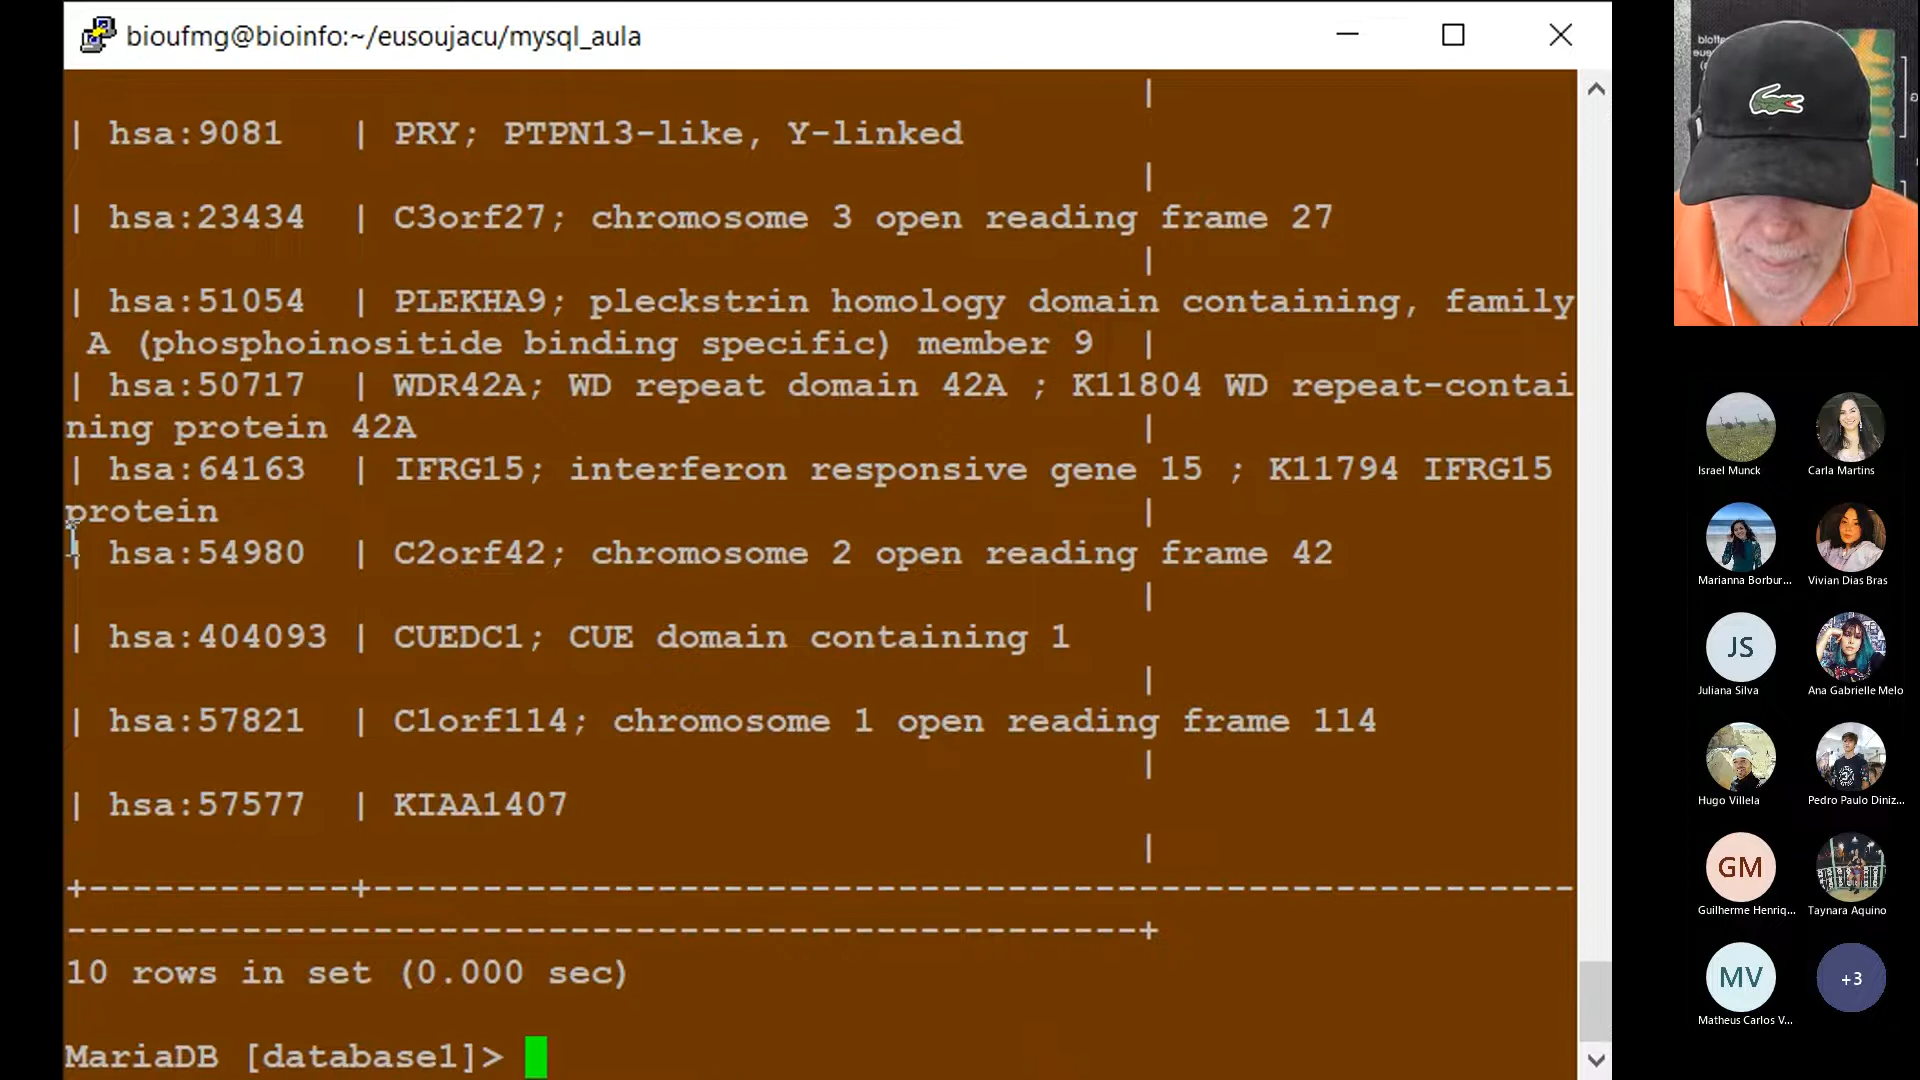 bioufmg@bioinfo:~/eusoujacu/mysql_aula
|
| hsa:9081 | PRY; PTPN13-like, Y-linked
|
| hsa:23434 | C3orf27; chromosome 3 open reading frame 27
|
| hsa:51054 | PLEKHA9; pleckstrin homology domain containing, family
A (phosphoinositide binding specific) member 9 |
| hsa:50717 | WDR42A; WD repeat domain 42A ; K11804 WD repeat-contai
ning protein 42A |
| hsa:64163 | IFRG15; interferon responsive gene 15 ; K11794 IFRG15
protein |
| hsa:54980 | C2orf42; chromosome 2 open reading frame 42
|
| hsa:404093 | CUEDC1; CUE domain containing 1
|
| hsa:57821 | C1orf114; chromosome 1 open reading frame 114
|
| hsa:57577 | KIAA1407
|
+------------+-------------------------------------------------------
-------------------------------------------------+
10 rows in set (0.000 sec)
MariaDB [database1]>
Israel Munck
Carla Martins
Marianna Borbur...
Vivian Dias Bras
JS
Juliana Silva
Ana Gabrielle Melo
Hugo Villela
Pedro Paulo Diniz...
GM
Guilherme Henriq...
Taynara Aquino
MV
Matheus Carlos V...
+3